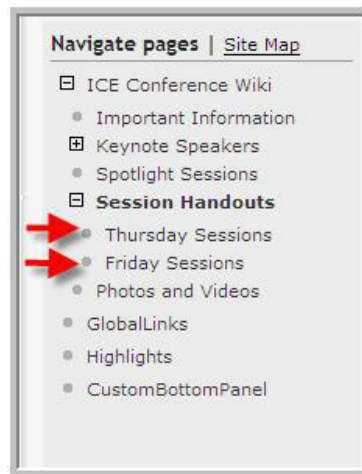 Navigate pages | Site Map
ICE Conference Wiki
Important Information
Keynote Speakers
Spotlight Sessions
Session Handouts
Thursday Sessions
Friday Sessions
Photos and Videos
GlobalLinks
Highlights
CustomBottomPanel